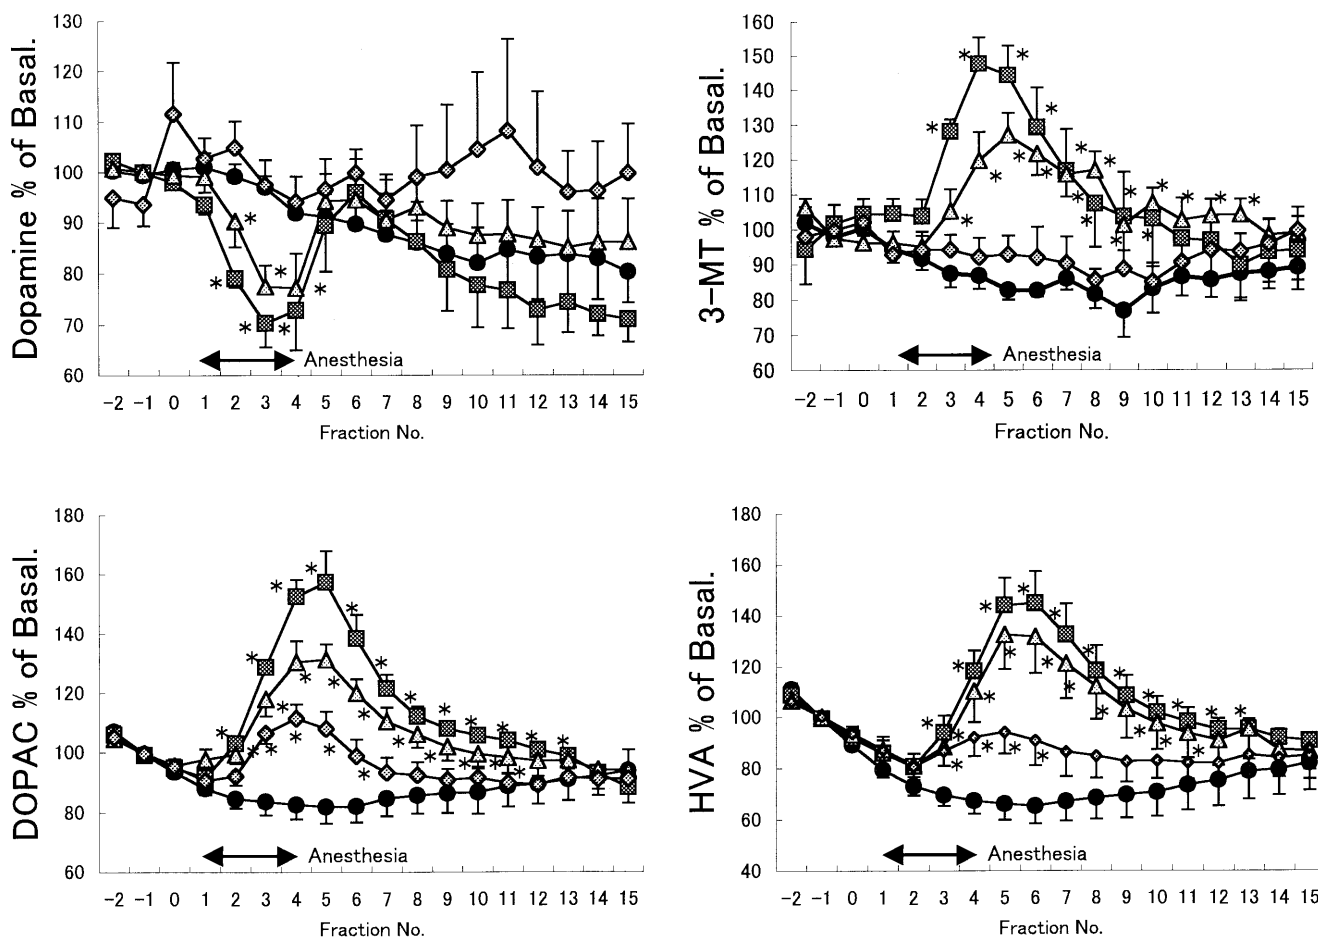 Dopamine % of Basal.
130
120
110
100
90
80
70
60
* * * * * * *
Anesthesia
-2 -1 0 1 2 3 4 5 6 7 8 9 10 11 12 13 14 15
Fraction No.
3-MT % of Basal.
160
150
140
130
120
110
100
90
80
70
60
Anesthesia
-2 -1 0 1 2 3 4 5 6 7 8 9 10 11 12 13 14 15
Fraction No.
DOPAC % of Basal.
180
160
140
120
100
80
60
Anesthesia
-2 -1 0 1 2 3 4 5 6 7 8 9 10 11 12 13 14 15
Fraction No.
HVA % of Basal.
180
160
140
120
100
80
60
40
Anesthesia
-2 -1 0 1 2 3 4 5 6 7 8 9 10 11 12 13 14 15
Fraction No.